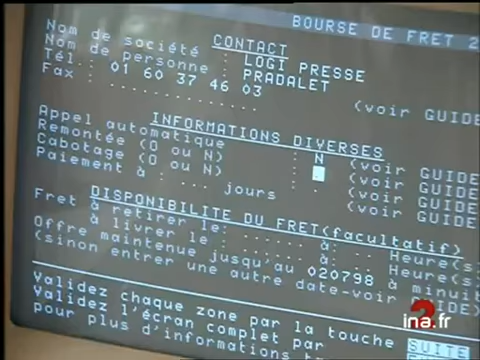 BOURSE DE FRET 2
CONTACT
Nom de société : LOGI PRESSE
Nom de personne : PRADALET
Tél : 01 60 37 46 03
Fax : .............. (voir GUIDE
INFORMATIONS DIVERSES
Appel automatique : N (voir GUIDE
Remontée (O ou N) : . (voir GUIDE
Cabotage (O ou N) : . (voir GUIDE
Paiement à : ... jours (voir GUIDE
DISPONIBILITE DU FRET(facultatif)
Fret à retirer le: ...... à: .. Heure(s)
à livrer le : ...... à: .. Heure(s)
Offre maintenue jusqu'au 020798 à minuit
(sinon entrer une autre date-voir GUIDE)
Validez chaque zone par la touche SUITE
Validez l'écran complet par
pour plus d'informations
2
ina.fr